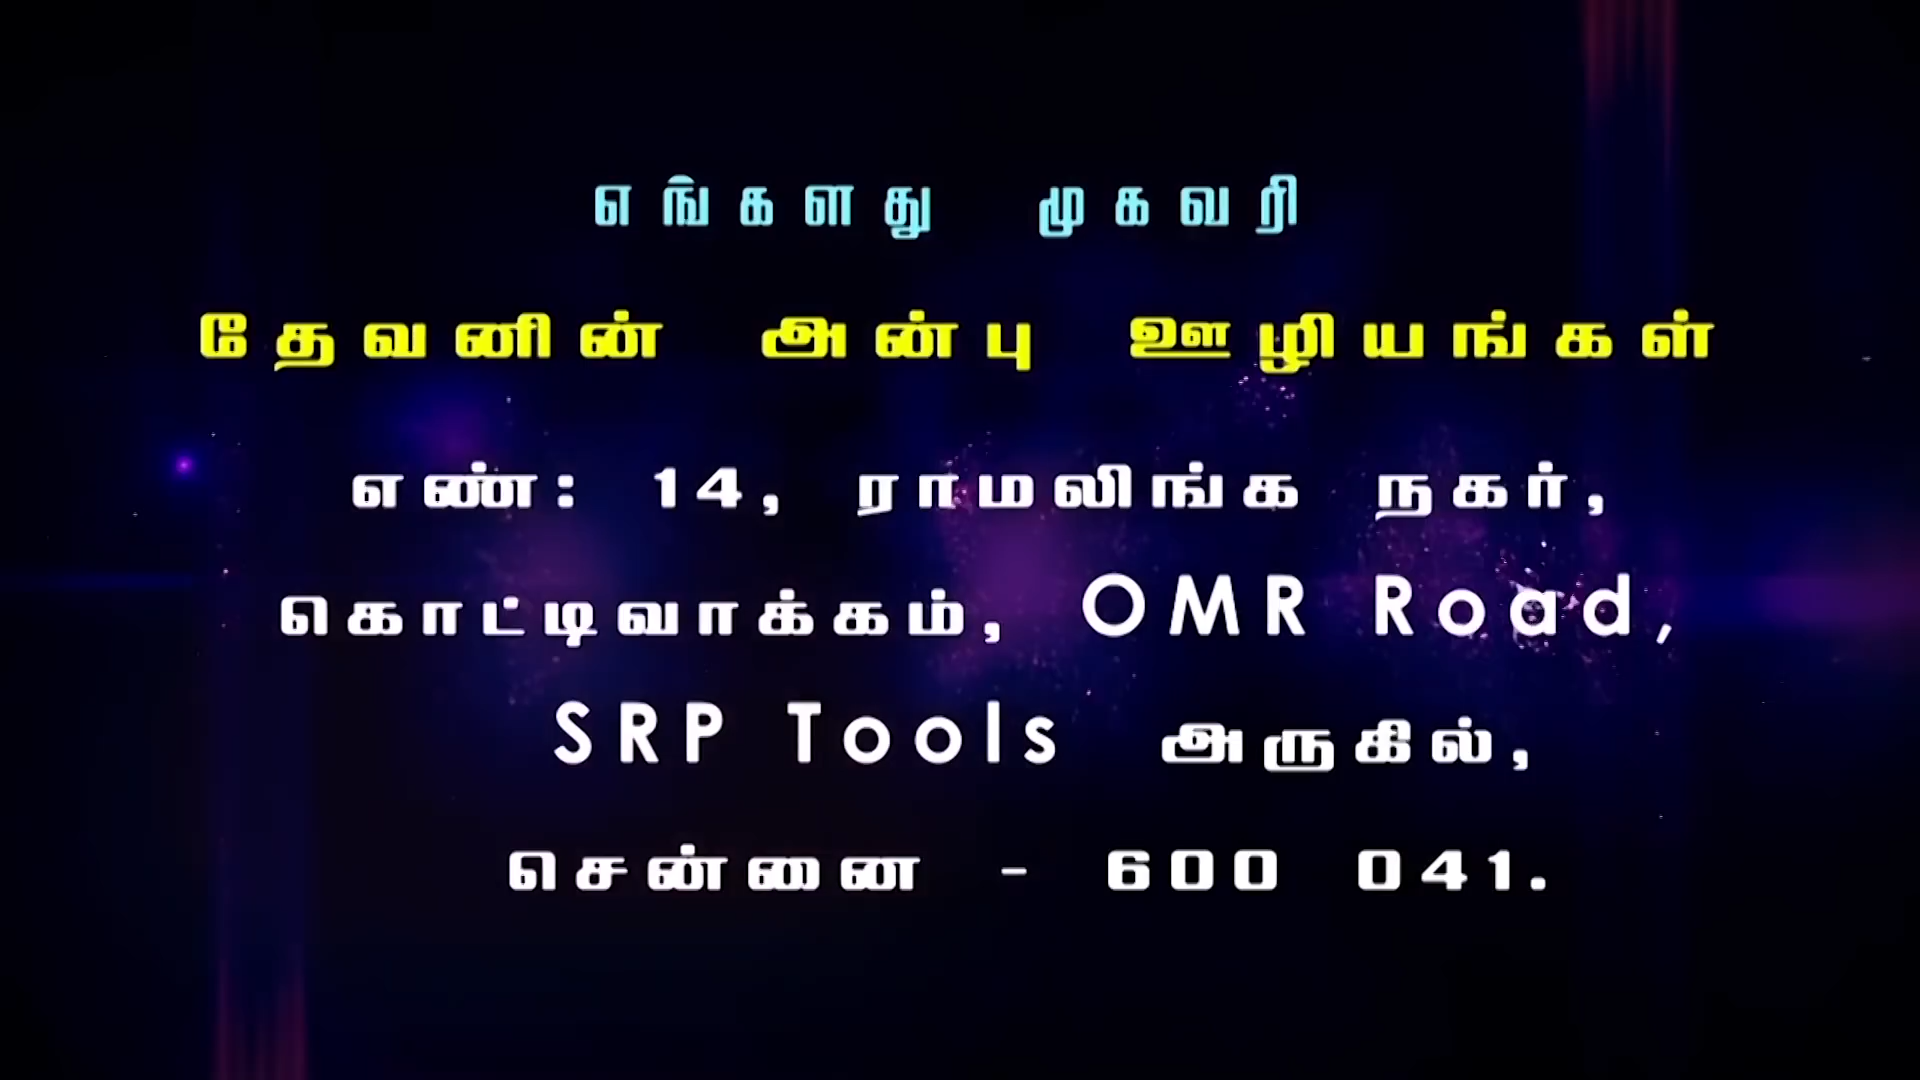 எங்களது முகவரி
தேவனின் அன்பு ஊழியங்கள்
எண்: 14, ராமலிங்க நகர்,
கொட்டிவாக்கம், OMR Road,
SRP Tools அருகில்,
சென்னை - 600 041.